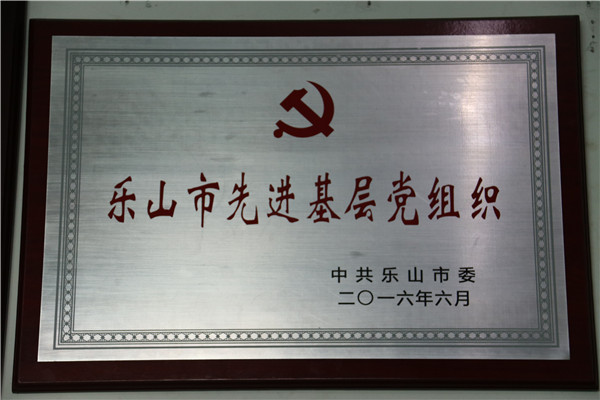 乐山市先进基层党组织
中共乐山市委
二〇一六年六月